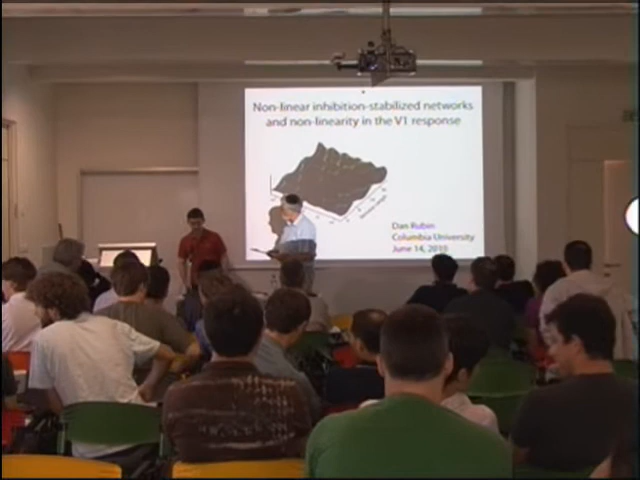 Non-linear inhibition-stabilized networks
and non-linearity in the V1 response
Dan Rubin
Columbia University
June 14, 2010